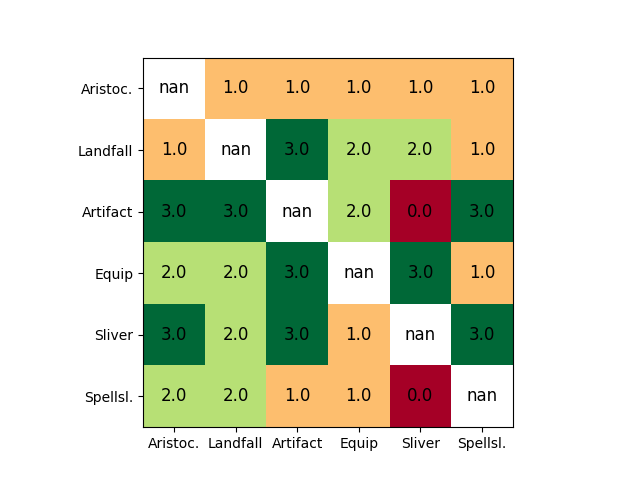 Aristoc. nan 1.0 1.0 1.0 1.0 1.0
Landfall 1.0 nan 3.0 2.0 2.0 1.0
Artifact 3.0 3.0 nan 2.0 0.0 3.0
Equip 2.0 2.0 3.0 nan 3.0 1.0
Sliver 3.0 2.0 3.0 1.0 nan 3.0
Spellsl. 2.0 2.0 1.0 1.0 0.0 nan
Aristoc. Landfall Artifact Equip Sliver Spellsl.